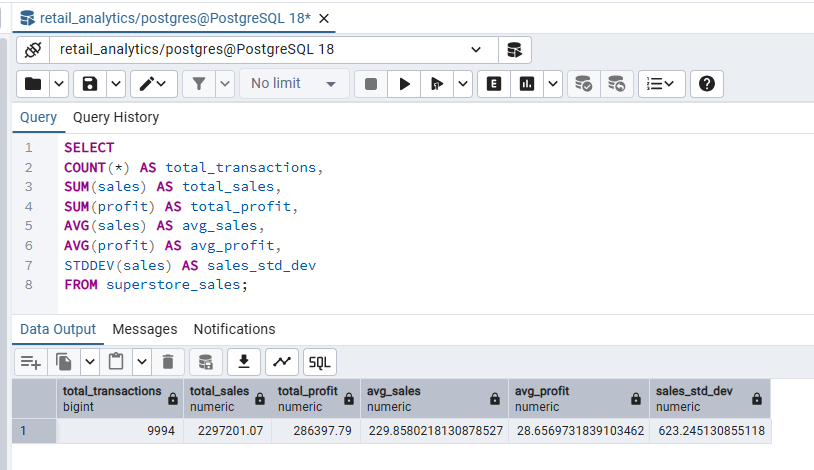 retail_analytics/postgres@PostgreSQL 18*
retail_analytics/postgres@PostgreSQL 18
No limit
E
SQL
Query Query History
1 SELECT
2 COUNT(*) AS total_transactions,
3 SUM(sales) AS total_sales,
4 SUM(profit) AS total_profit,
5 AVG(sales) AS avg_sales,
6 AVG(profit) AS avg_profit,
7 STDDEV(sales) AS sales_std_dev
8 FROM superstore_sales;
Data Output Messages Notifications
SQL
total_transactions total_sales total_profit avg_sales avg_profit sales_std_dev
bigint numeric numeric numeric numeric numeric
1 9994 2297201.07 286397.79 229.8580218130878527 28.6569731839103462 623.245130855118